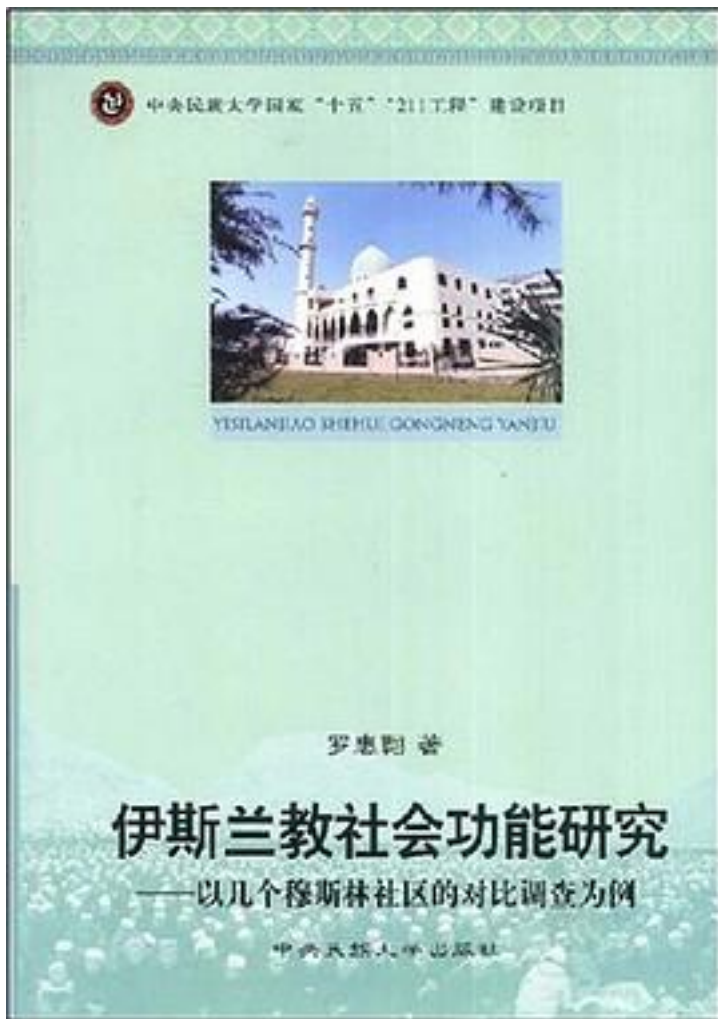 中央民族大学国家“十五”“211工程”建设项目
YISILANJIAO SHEHUI GONGNENG YANJIU
罗惠翾 著
伊斯兰教社会功能研究
——以几个穆斯林社区的对比调查为例
中央民族大学出版社